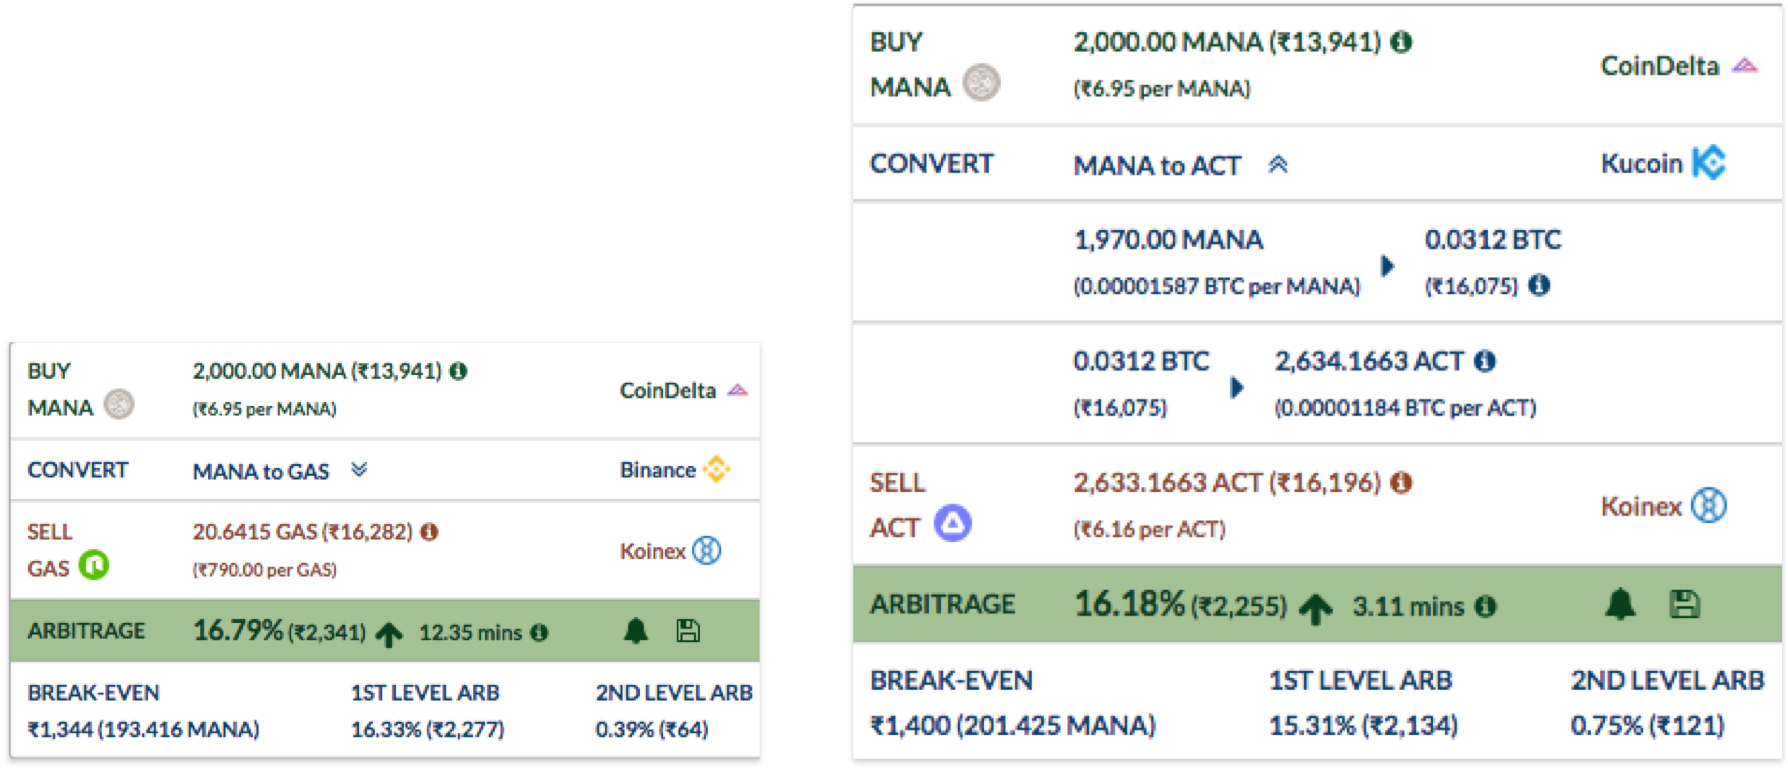 BUY
MANA
2,000.00 MANA (₹13,941)
(₹6.95 per MANA)
CoinDelta
CONVERT
MANA to GAS
Binance
SELL
GAS
20.6415 GAS (₹16,282)
(₹790.00 per GAS)
Koinex
ARBITRAGE
16.79% (₹2,341)
12.35 mins
BREAK-EVEN
₹1,344 (193.416 MANA)
1ST LEVEL ARB
16.33% (₹2,277)
2ND LEVEL ARB
0.39% (₹64)
BUY
MANA
2,000.00 MANA (₹13,941)
(₹6.95 per MANA)
CoinDelta
CONVERT
MANA to ACT
Kucoin
1,970.00 MANA
(0.00001587 BTC per MANA)
0.0312 BTC
(₹16,075)
0.0312 BTC
(₹16,075)
2,634.1663 ACT
(0.00001184 BTC per ACT)
SELL
ACT
2,633.1663 ACT (₹16,196)
(₹6.16 per ACT)
Koinex
ARBITRAGE
16.18% (₹2,255)
3.11 mins
BREAK-EVEN
₹1,400 (201.425 MANA)
1ST LEVEL ARB
15.31% (₹2,134)
2ND LEVEL ARB
0.75% (₹121)